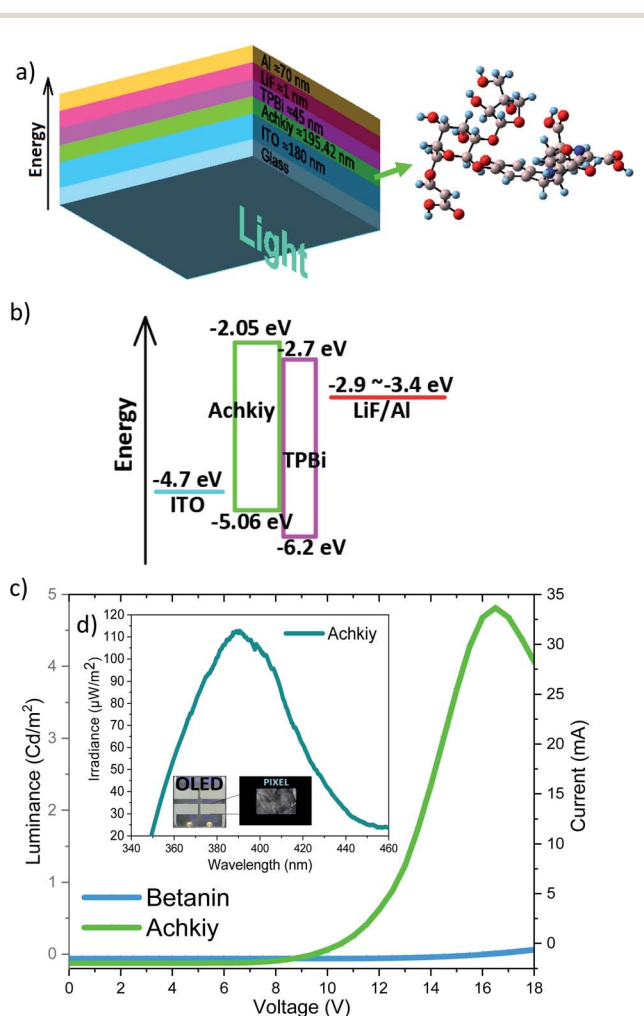 a)
Energy
Al ≈70 nm
LiF ≈1 nm
TPBi ≈45 nm
Achkiy ≈195.42 nm
ITO ≈180 nm
Glass
Light
b)
Energy
-2.05 eV
-2.7 eV
-2.9 ~-3.4 eV
Achkiy
LiF/Al
TPBi
-4.7 eV
ITO
-5.06 eV
-6.2 eV
c)
Luminance (Cd/m²)
5
4
1
0
35
30
25
20
15
10
5
0
Current (mA)
d)
Irradiance (µW/m²)
120
110
100
90
80
70
60
50
40
30
20
Achkiy
OLED
PIXEL
340 360 380 400 420 440 460
Wavelength (nm)
Betanin
Achkiy
0 2 4 6 8 10 12 14 16 18
Voltage (V)